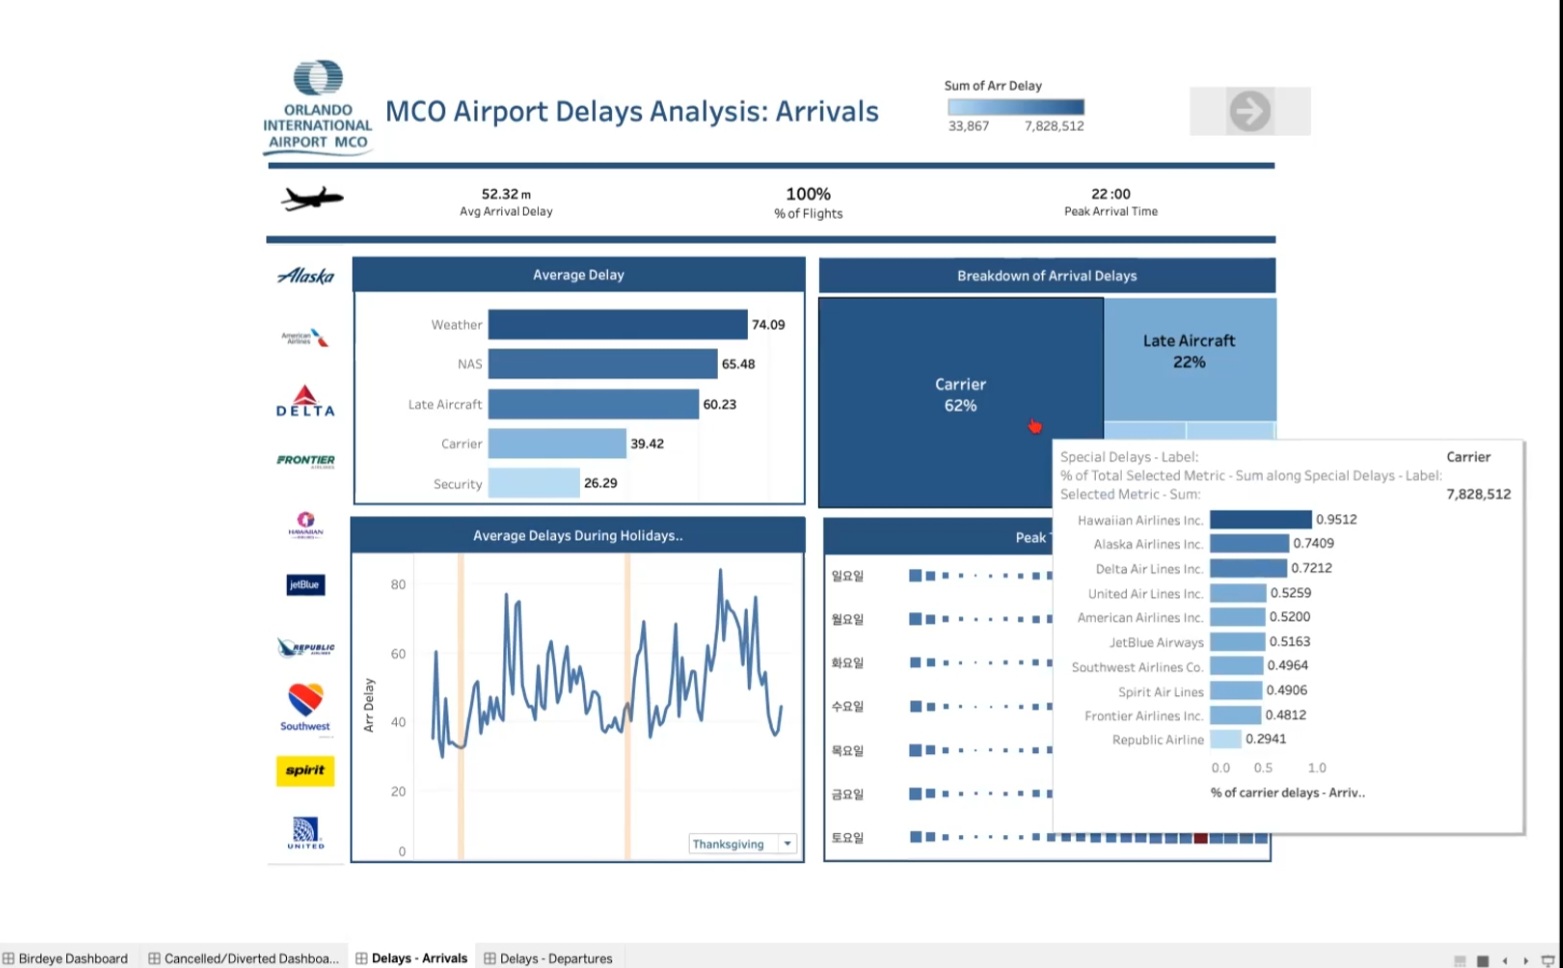 ORLANDO
INTERNATIONAL
AIRPORT MCO
MCO Airport Delays Analysis: Arrivals
Sum of Arr Delay
33,867 7,828,512
52.32 m
Avg Arrival Delay
100%
% of Flights
22:00
Peak Arrival Time
Alaska
American Airlines
DELTA
FRONTIER
AIRLINES
HAWAIIAN
AIRLINES
jetBlue
REPUBLIC
AIRLINES
Southwest
spirit
UNITED
Average Delay
Weather 74.09
NAS 65.48
Late Aircraft 60.23
Carrier 39.42
Security 26.29
Breakdown of Arrival Delays
Carrier
62%
Late Aircraft
22%
Average Delays During Holidays..
Arr Delay
80
60
40
20
0
Thanksgiving
Peak
일요일
월요일
화요일
수요일
목요일
금요일
토요일
Special Delays - Label: Carrier
% of Total Selected Metric - Sum along Special Delays - Label:
Selected Metric - Sum: 7,828,512
Hawaiian Airlines Inc. 0.9512
Alaska Airlines Inc. 0.7409
Delta Air Lines Inc. 0.7212
United Air Lines Inc. 0.5259
American Airlines Inc. 0.5200
JetBlue Airways 0.5163
Southwest Airlines Co. 0.4964
Spirit Air Lines 0.4906
Frontier Airlines Inc. 0.4812
Republic Airline 0.2941
0.0 0.5 1.0
% of carrier delays - Arriv..
Birdeye Dashboard
Cancelled/Diverted Dashboa...
Delays - Arrivals
Delays - Departures